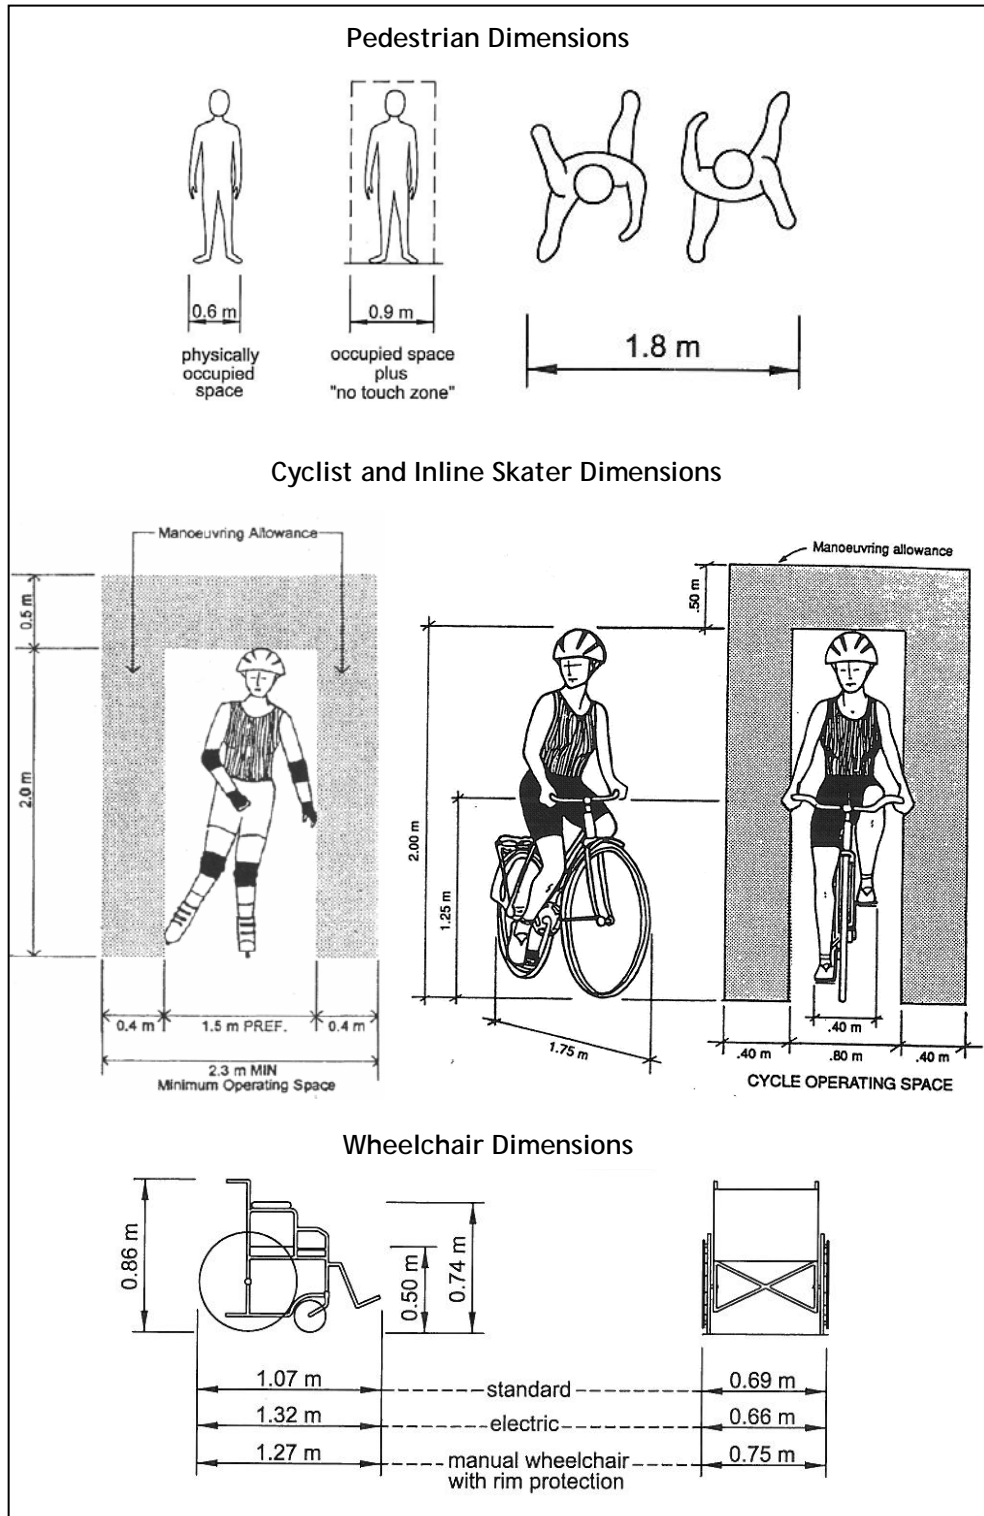 Pedestrian Dimensions
0.6 m
0.9 m
physically
occupied
space
occupied space
plus
"no touch zone"
1.8 m
Cyclist and Inline Skater Dimensions
Manoeuvring Allowance
0.5 m
2.0 m
0.4 m
1.5 m PREF.
0.4 m
2.3 m MIN
Minimum Operating Space
Manoeuvring allowance
.50 m
2.00 m
1.25 m
1.75 m
.40 m
.40 m
.80 m
.40 m
CYCLE OPERATING SPACE
Wheelchair Dimensions
0.86 m
0.50 m
0.74 m
1.07 m
standard
0.69 m
1.32 m
electric
0.66 m
1.27 m
manual wheelchair
with rim protection
0.75 m